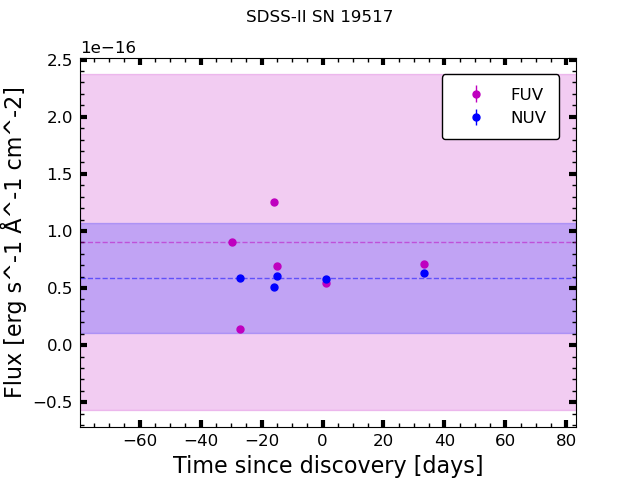 SDSS-II SN 19517
1e−16
2.5
2.0
1.5
1.0
0.5
0.0
−0.5
Flux [erg s^-1 Å^-1 cm^-2]
FUV
NUV
−60 −40 −20 0 20 40 60 80
Time since discovery [days]